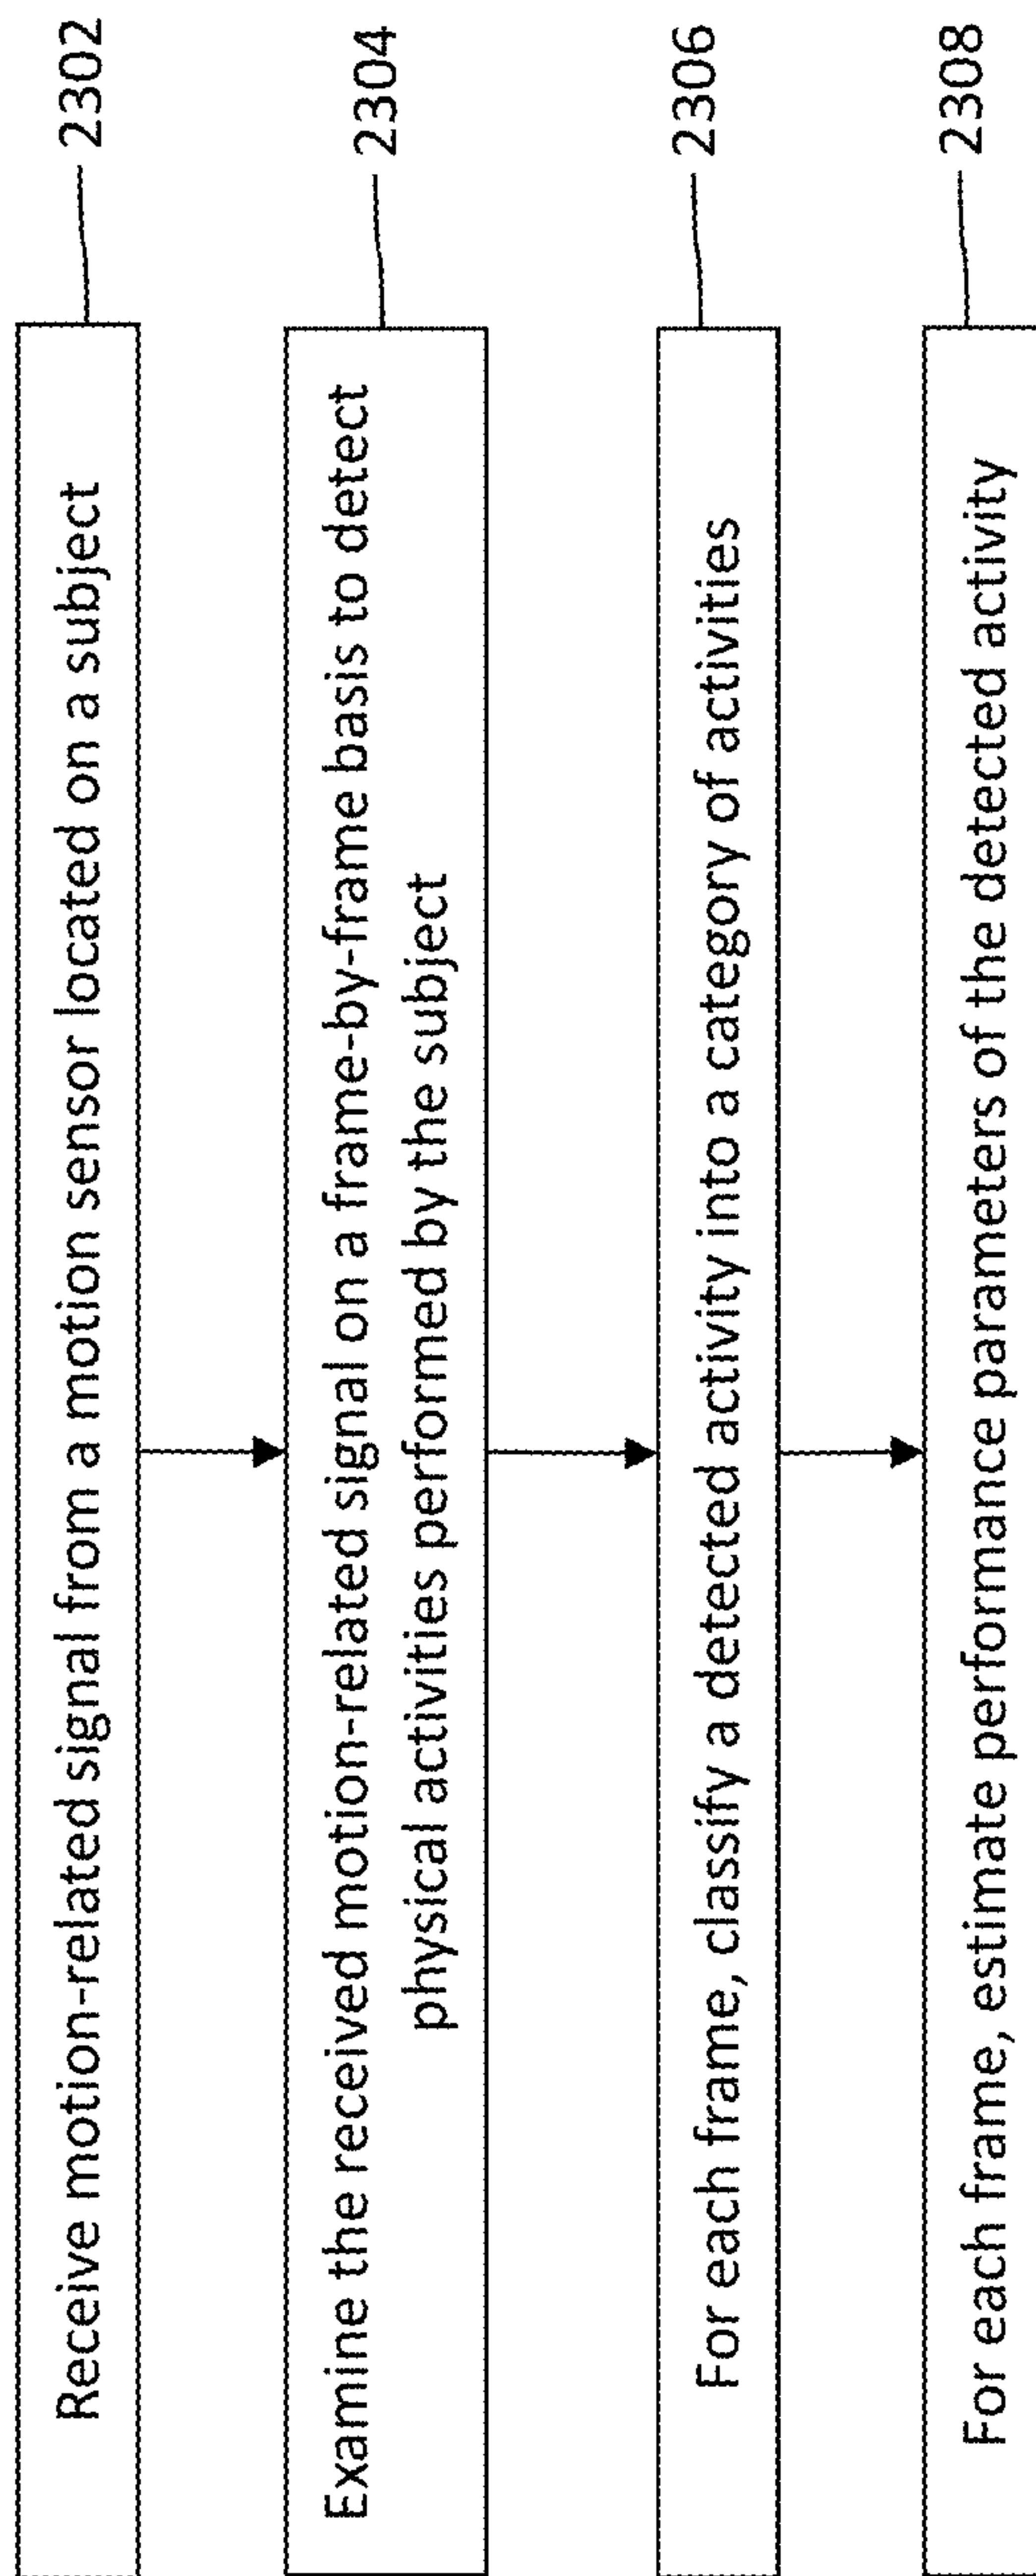 Receive motion-related signal from a motion sensor located on a subject
2302
Examine the received motion-related signal on a frame-by-frame basis to detect
physical activities performed by the subject
2304
For each frame, classify a detected activity into a category of activities
2306
For each frame, estimate performance parameters of the detected activity
2308